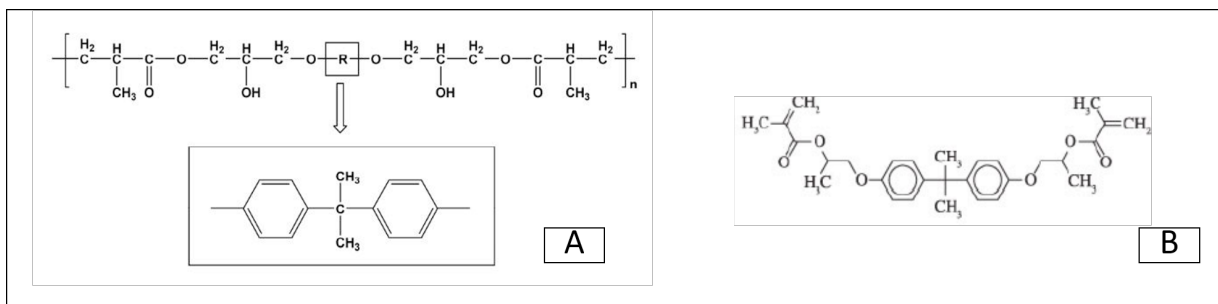 H₂ H H₂ H H₂ H₂ H H₂ H H₂
C C C O C C C O R O C C C O C C C
n
CH₃ O OH OH O CH₃
CH₃
C
CH₃
A
CH₂ H₃C
H₃C CH₂
O O
O O
CH₃
H₃C O O CH₃
CH₃
B